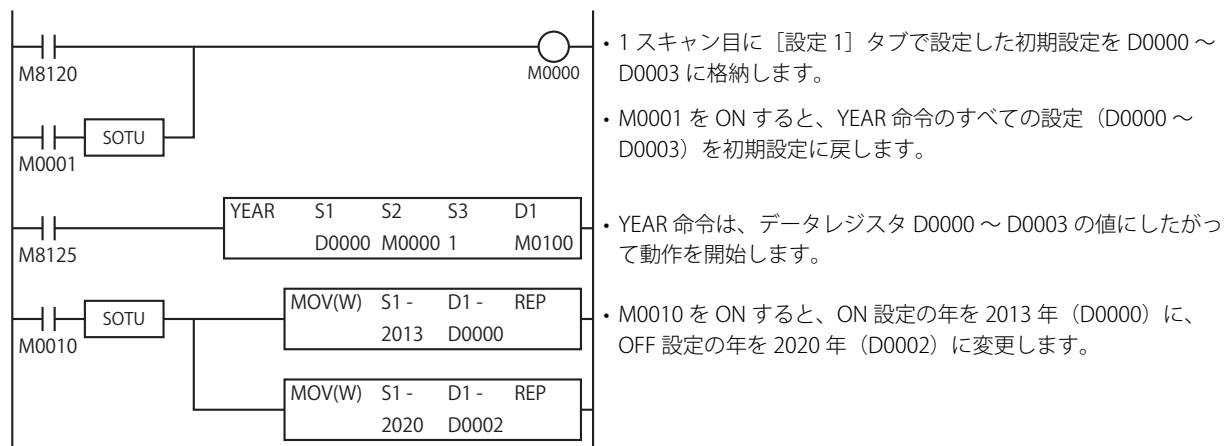 M8120
M0000
M0001
SOTU
YEAR S1 S2 S3 D1
D0000 M0000 1 M0100
M8125
MOV(W) S1 - D1 - REP
2013 D0000
SOTU
M0010
MOV(W) S1 - D1 - REP
2020 D0002
• 1 スキャン目に［設定 1］タブで設定した初期設定を D0000 ～
D0003 に格納します。
• M0001 を ON すると、YEAR 命令のすべての設定（D0000 ～
D0003）を初期設定に戻します。
• YEAR 命令は、データレジスタ D0000 ～ D0003 の値にしたがっ
て動作を開始します。
• M0010 を ON すると、ON 設定の年を 2013 年（D0000）に、
OFF 設定の年を 2020 年（D0002）に変更します。